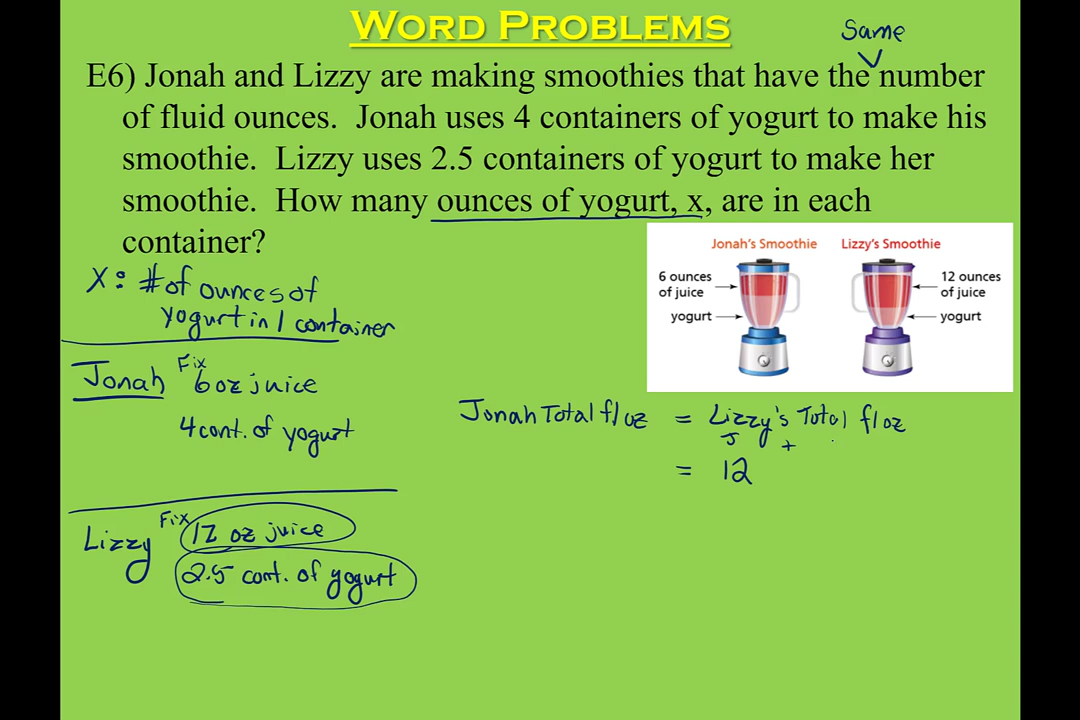 WORD PROBLEMS
Same
E6) Jonah and Lizzy are making smoothies that have the number
of fluid ounces. Jonah uses 4 containers of yogurt to make his
smoothie. Lizzy uses 2.5 containers of yogurt to make her
smoothie. How many ounces of yogurt, x, are in each
container?
Jonah's Smoothie Lizzy's Smoothie
6 ounces
of juice
yogurt
12 ounces
of juice
yogurt
X: # of ounces of
yogurt in 1 container
Jonah Fix 6 oz juice
4 cont. of yogurt
Jonah Total fl oz = Lizzy's Total fl oz
J +
= 12
Lizzy Fix 12 oz juice
2.5 cont. of yogurt